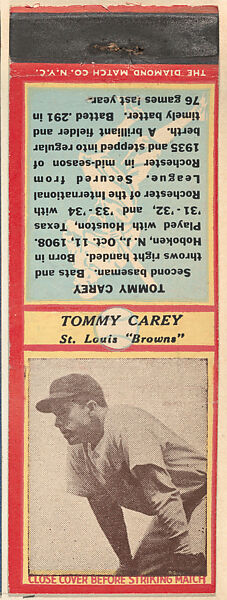 THE DIAMOND MATCH CO. N.Y.C.
TOMMY CAREY
Second baseman. Bats and
throws right handed. Born in
Hoboken, N.J., Oct. 11, 1908.
Played with Houston, Texas,
'31-'32, and '33-'34 with
Rochester of the International
League Secured from
Rochester in mid-season of
1935 and stepped into regular
berth. A brilliant fielder and
timely batter. Batted .291 in
76 games last year.
TOMMY CAREY
St. Louis "Browns"
CLOSE COVER BEFORE STRIKING MATCH